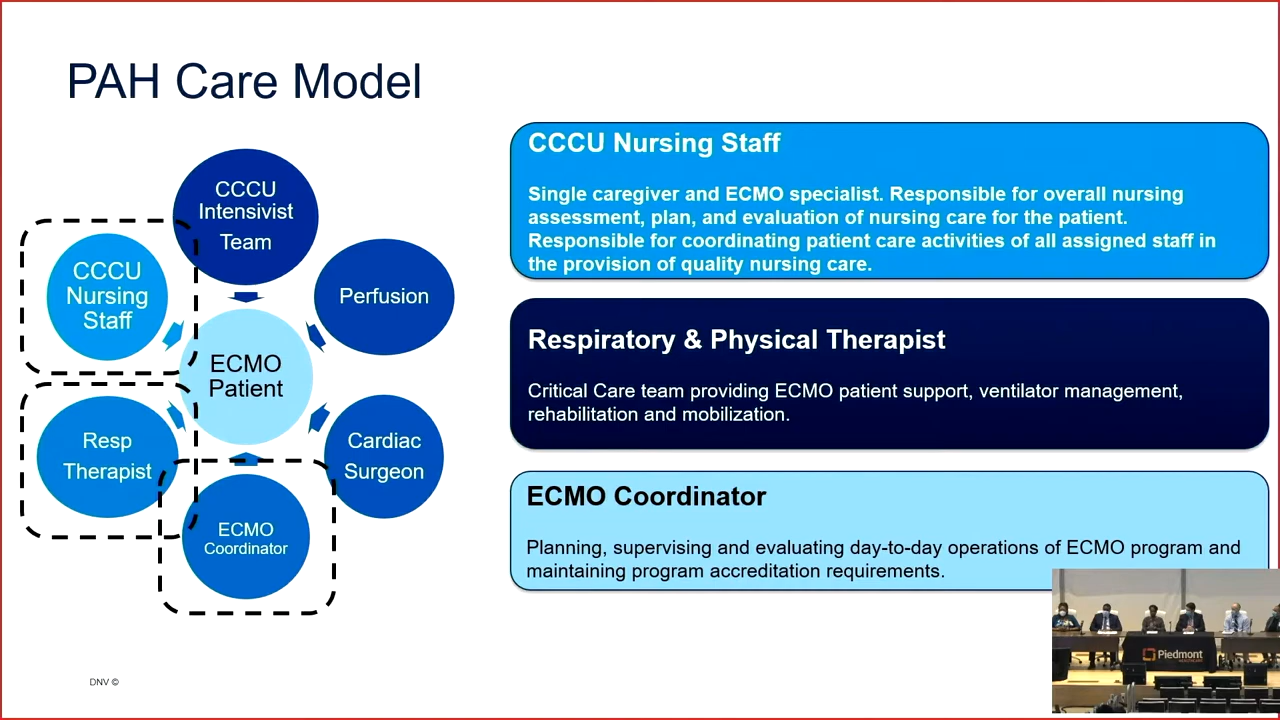 PAH Care Model
CCCU
Intensivist
Team
CCCU
Nursing
Staff
Perfusion
ECMO
Patient
Resp
Therapist
Cardiac
Surgeon
ECMO
Coordinator
CCCU Nursing Staff
Single caregiver and ECMO specialist. Responsible for overall nursing
assessment, plan, and evaluation of nursing care for the patient.
Responsible for coordinating patient care activities of all assigned staff in
the provision of quality nursing care.
Respiratory & Physical Therapist
Critical Care team providing ECMO patient support, ventilator management,
rehabilitation and mobilization.
ECMO Coordinator
Planning, supervising and evaluating day-to-day operations of ECMO program and
maintaining program accreditation requirements.
Piedmont
HEALTHCARE
DNV ©